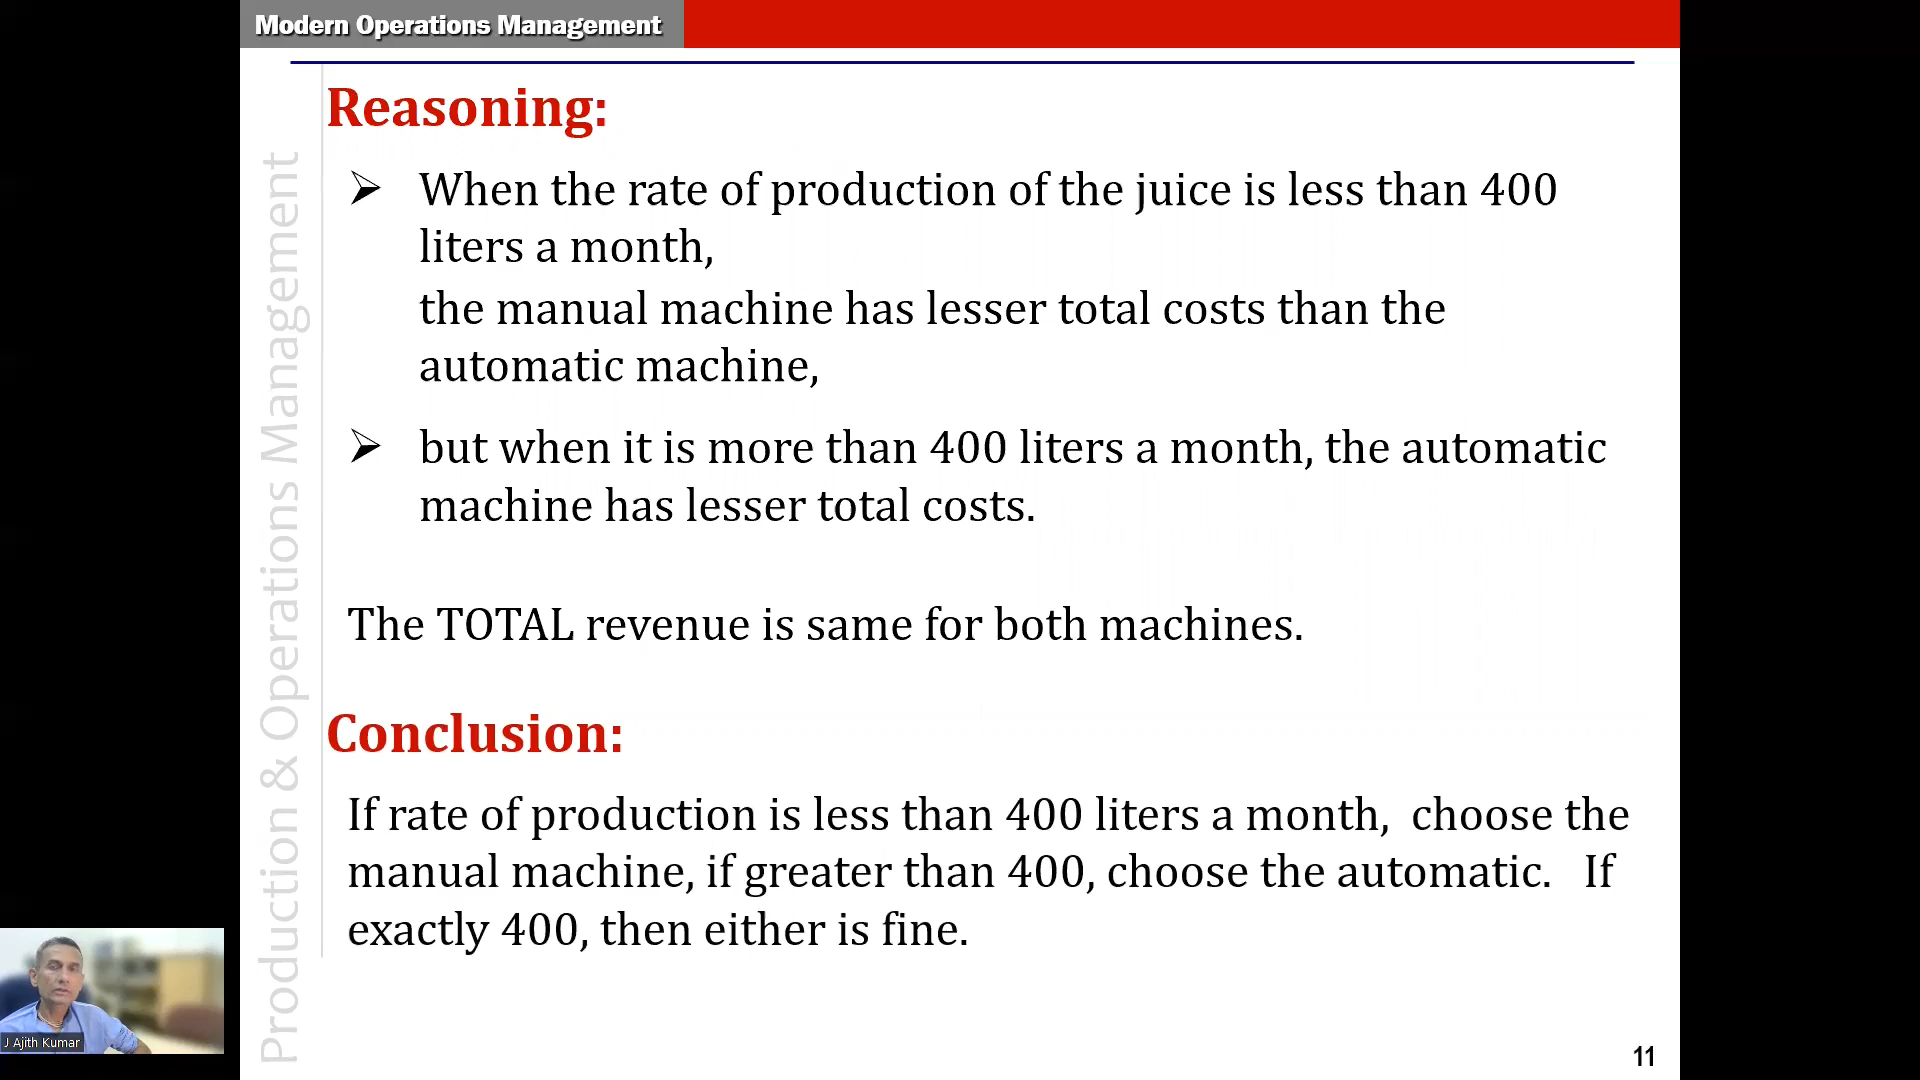 Modern Operations Management
Production & Operations Management
Reasoning:
➢ When the rate of production of the juice is less than 400
liters a month,
the manual machine has lesser total costs than the
automatic machine,
➢ but when it is more than 400 liters a month, the automatic
machine has lesser total costs.
The TOTAL revenue is same for both machines.
Conclusion:
If rate of production is less than 400 liters a month,  choose the
manual machine, if greater than 400, choose the automatic.   If
exactly 400, then either is fine.
J Ajith Kumar
11